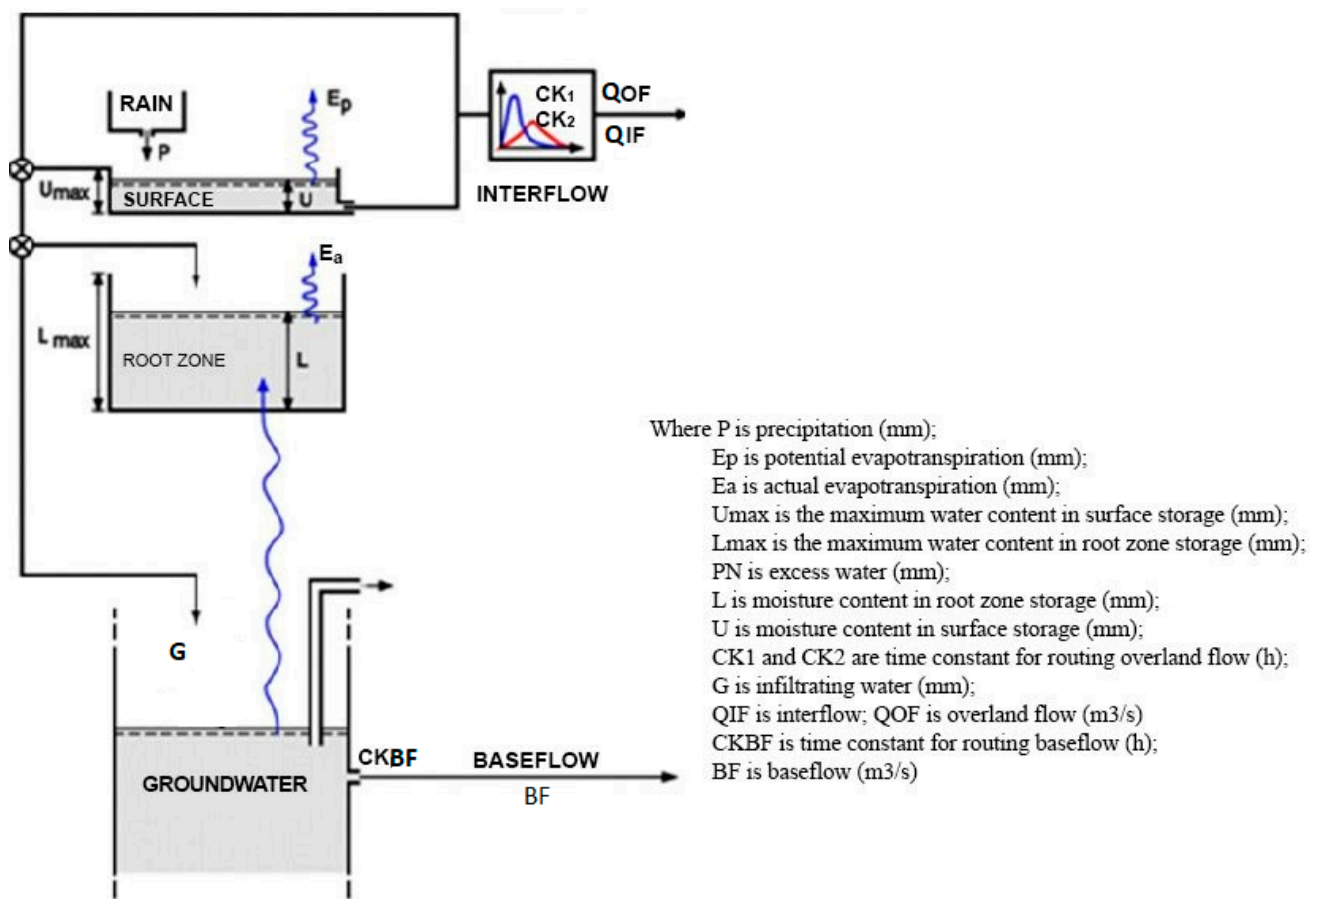 RAIN
P
Ep
CK1
CK2
QOF
QIF
INTERFLOW
Umax
SURFACE
U
Ea
L max
ROOT ZONE
L
G
GROUNDWATER
CKBF
BASEFLOW
BF
Where P is precipitation (mm);
Ep is potential evapotranspiration (mm);
Ea is actual evapotranspiration (mm);
Umax is the maximum water content in surface storage (mm);
Lmax is the maximum water content in root zone storage (mm);
PN is excess water (mm);
L is moisture content in root zone storage (mm);
U is moisture content in surface storage (mm);
CK1 and CK2 are time constant for routing overland flow (h);
G is infiltrating water (mm);
QIF is interflow; QOF is overland flow (m3/s)
CKBF is time constant for routing baseflow (h);
BF is baseflow (m3/s)